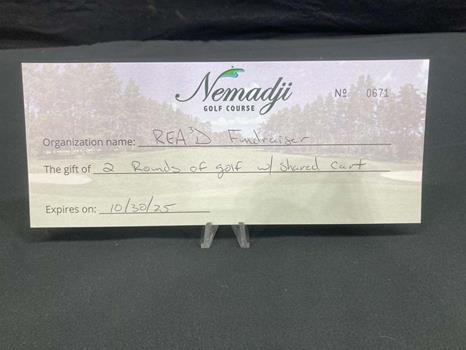 Nemadji
GOLF COURSE
Nº 0671
Organization name: REA³D Fundraiser
The gift of 2 Rounds of golf w/ shared cart
Expires on: 10/30/25